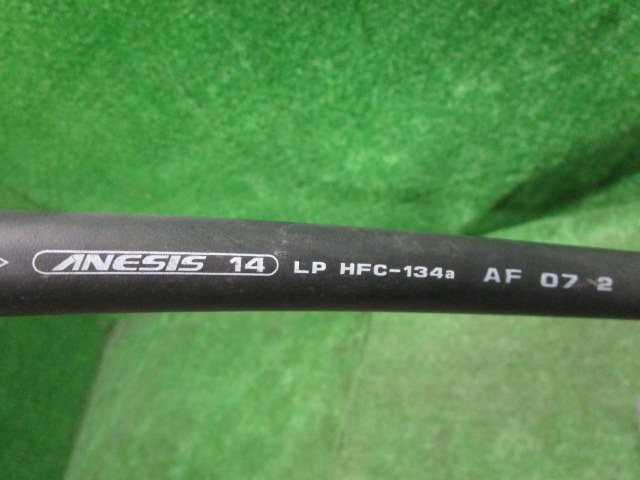 ANESIS 14 LP HFC-134a AF 07 2